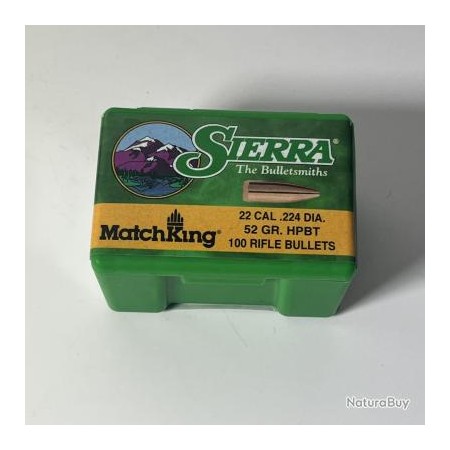 SIERRA®
The Bulletsmiths
MatchKing®
22 CAL .224 DIA.
52 GR. HPBT
100 RIFLE BULLETS
NaturaBuy